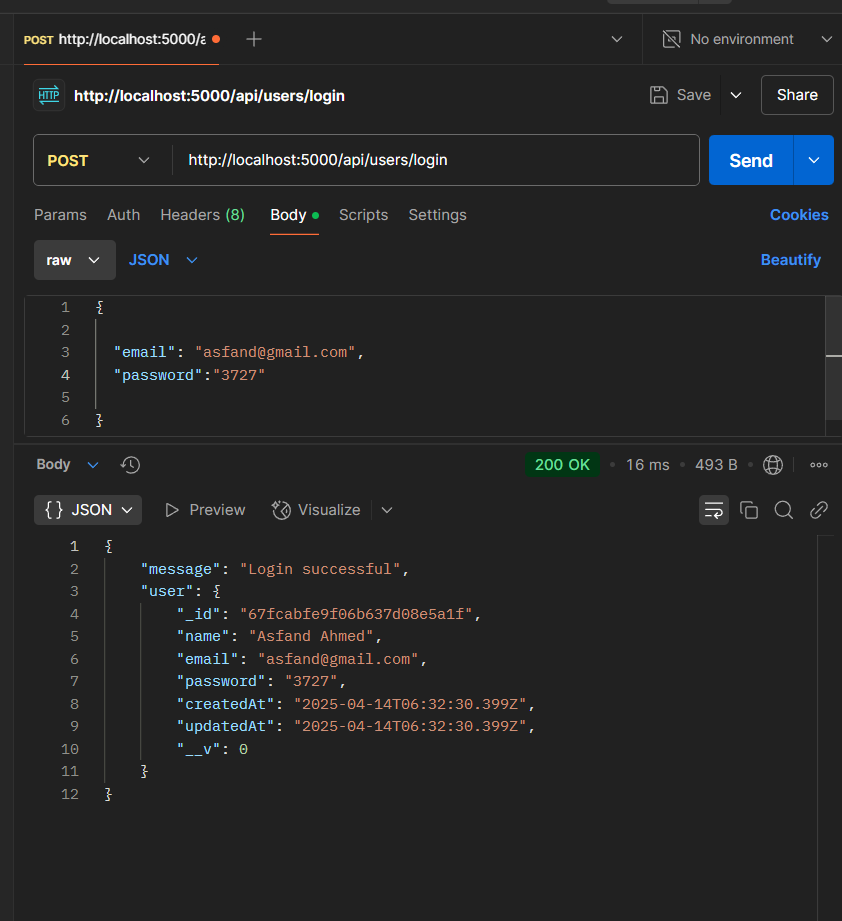 POST http://localhost:5000/a
No environment
HTTP http://localhost:5000/api/users/login
Save
Share
POST http://localhost:5000/api/users/login
Send
Params Auth Headers (8) Body Scripts Settings Cookies
raw JSON Beautify
1 {
2
3 "email": "asfand@gmail.com",
4 "password":"3727"
5
6 }
Body 200 OK • 16 ms • 493 B •
{} JSON Preview Visualize
1 {
2 "message": "Login successful",
3 "user": {
4 "_id": "67fcabfe9f06b637d08e5a1f",
5 "name": "Asfand Ahmed",
6 "email": "asfand@gmail.com",
7 "password": "3727",
8 "createdAt": "2025-04-14T06:32:30.399Z",
9 "updatedAt": "2025-04-14T06:32:30.399Z",
10 "__v": 0
11 }
12 }